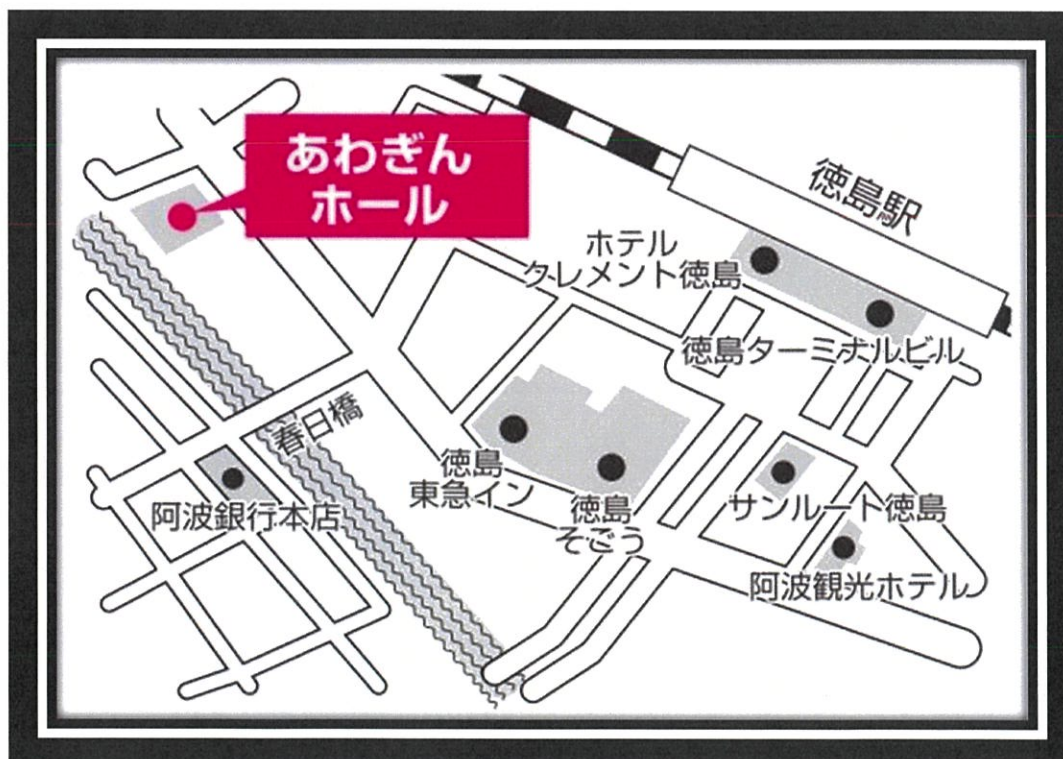 あわぎん
ホール
徳島駅
ホテル
クレメント徳島
徳島ターミナルビル
春日橋
徳島
東急イン
徳島
そごう
サンルート徳島
阿波銀行本店
阿波観光ホテル